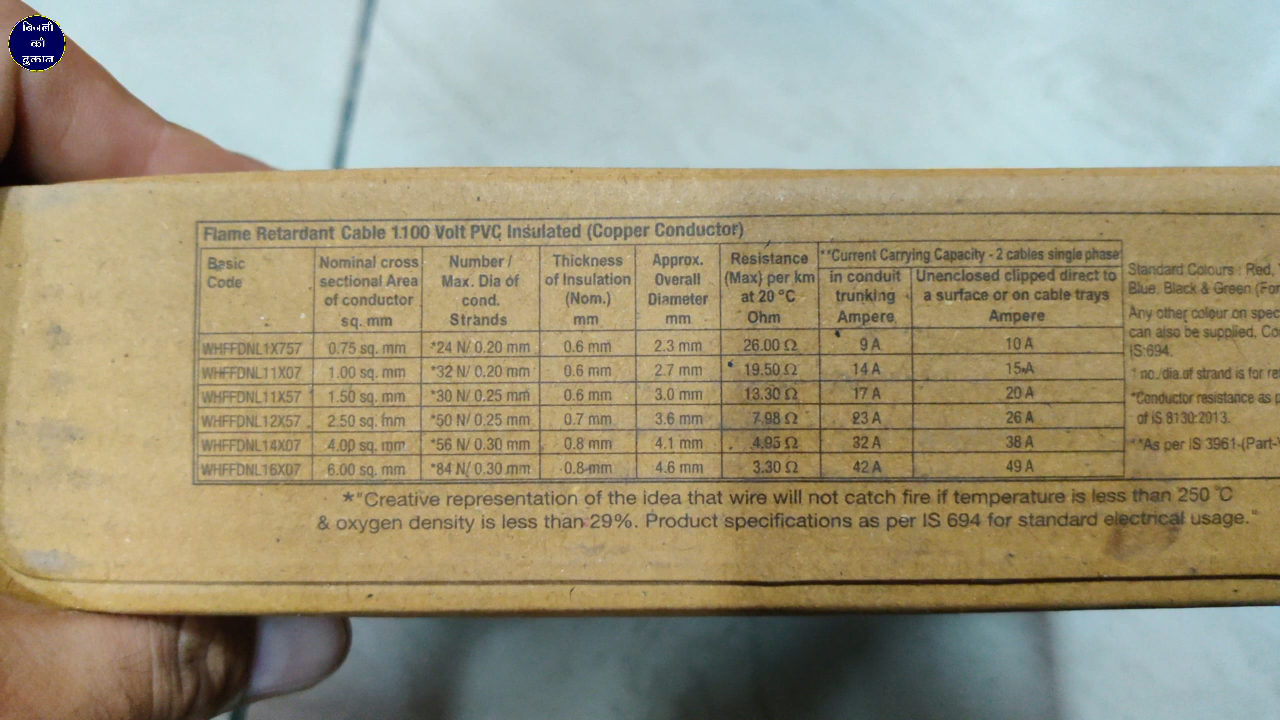 बिजली
की
दुकान
Flame Retardant Cable 1100 Volt PVC Insulated (Copper Conductor)
Basic Code Nominal cross sectional Area of conductor sq. mm Number / Max. Dia of cond. Strands Thickness of Insulation (Nom.) mm Approx. Overall Diameter mm Resistance (Max) per km at 20 °C Ohm **Current Carrying Capacity - 2 cables single phase in conduit trunking Ampere Unenclosed clipped direct to a surface or on cable trays Ampere
WHFFDNL1X757 0.75 sq. mm *24 N/ 0.20 mm 0.6 mm 2.3 mm 26.00 Ω 9 A 10 A
WHFFDNL11X07 1.00 sq. mm *32 N/ 0.20 mm 0.6 mm 2.7 mm 19.50 Ω 14 A 15 A
WHFFDNL11X57 1.50 sq. mm *30 N/ 0.25 mm 0.6 mm 3.0 mm 13.30 Ω 17 A 20 A
WHFFDNL12X57 2.50 sq. mm *50 N/ 0.25 mm 0.7 mm 3.6 mm 7.98 Ω 23 A 26 A
WHFFDNL14X07 4.00 sq. mm *56 N/ 0.30 mm 0.8 mm 4.1 mm 4.95 Ω 32 A 38 A
WHFFDNL16X07 6.00 sq. mm *84 N/ 0.30 mm 0.8 mm 4.6 mm 3.30 Ω 42 A 49 A
Standard Colours : Red,
Blue, Black & Green (For
Any other colour on spec
can also be supplied. Co
IS:694.
* no./dia.of strand is for
*Conductor resistance as
of IS 8130:2013.
**As per IS 3961-(Part-
*"Creative representation of the idea that wire will not catch fire if temperature is less than 250 °C
& oxygen density is less than 29%. Product specifications as per IS 694 for standard electrical usage."